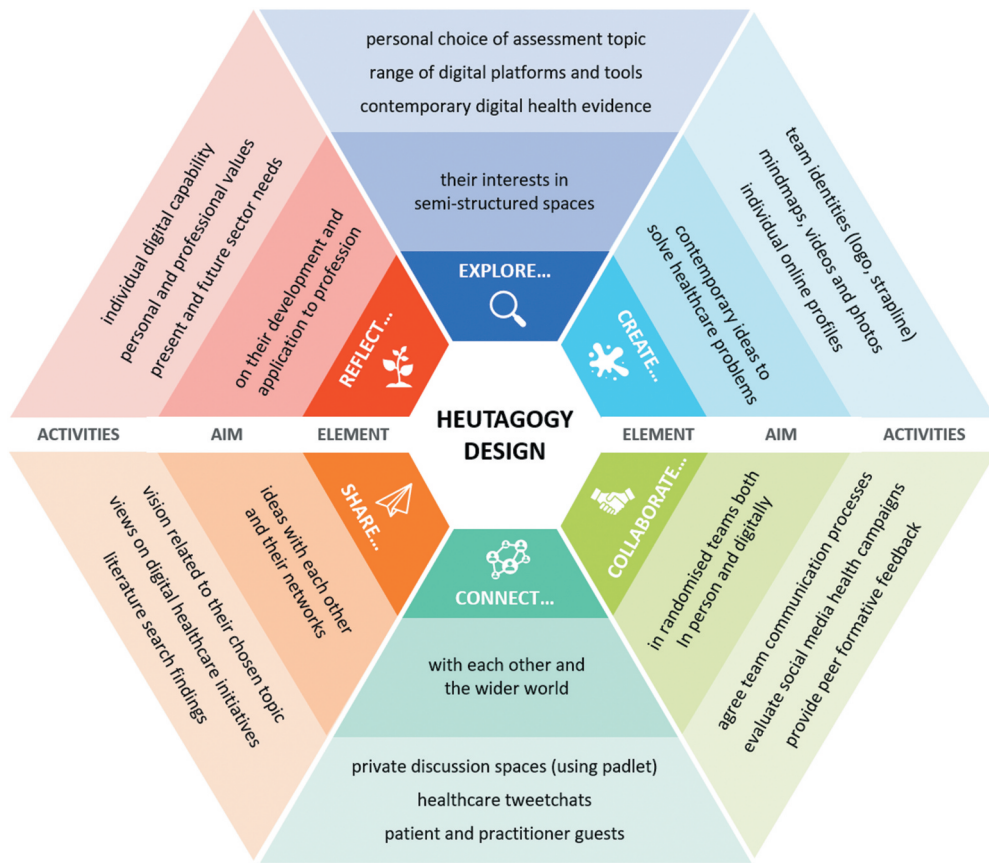 personal choice of assessment topic
range of digital platforms and tools
contemporary digital health evidence
their interests in
semi-structured spaces
EXPLORE...
individual digital capability
personal and professional values
present and future sector needs
on their development and
application to profession
REFLECT...
CREATE...
contemporary ideas to
solve healthcare problems
team identities (logo, strapline)
mindmaps, videos and photos
individual online profiles
HEUTAGOGY
DESIGN
ACTIVITIES
AIM
ELEMENT
ELEMENT
AIM
ACTIVITIES
SHARE...
ideas with each other
and their networks
vision related to their chosen topic
views on digital healthcare initiatives
literature search findings
COLLABORATE...
in randomised teams both
In person and digitally
agree team communication processes
evaluate social media health campaigns
provide peer formative feedback
CONNECT...
with each other and
the wider world
private discussion spaces (using padlet)
healthcare tweetchats
patient and practitioner guests